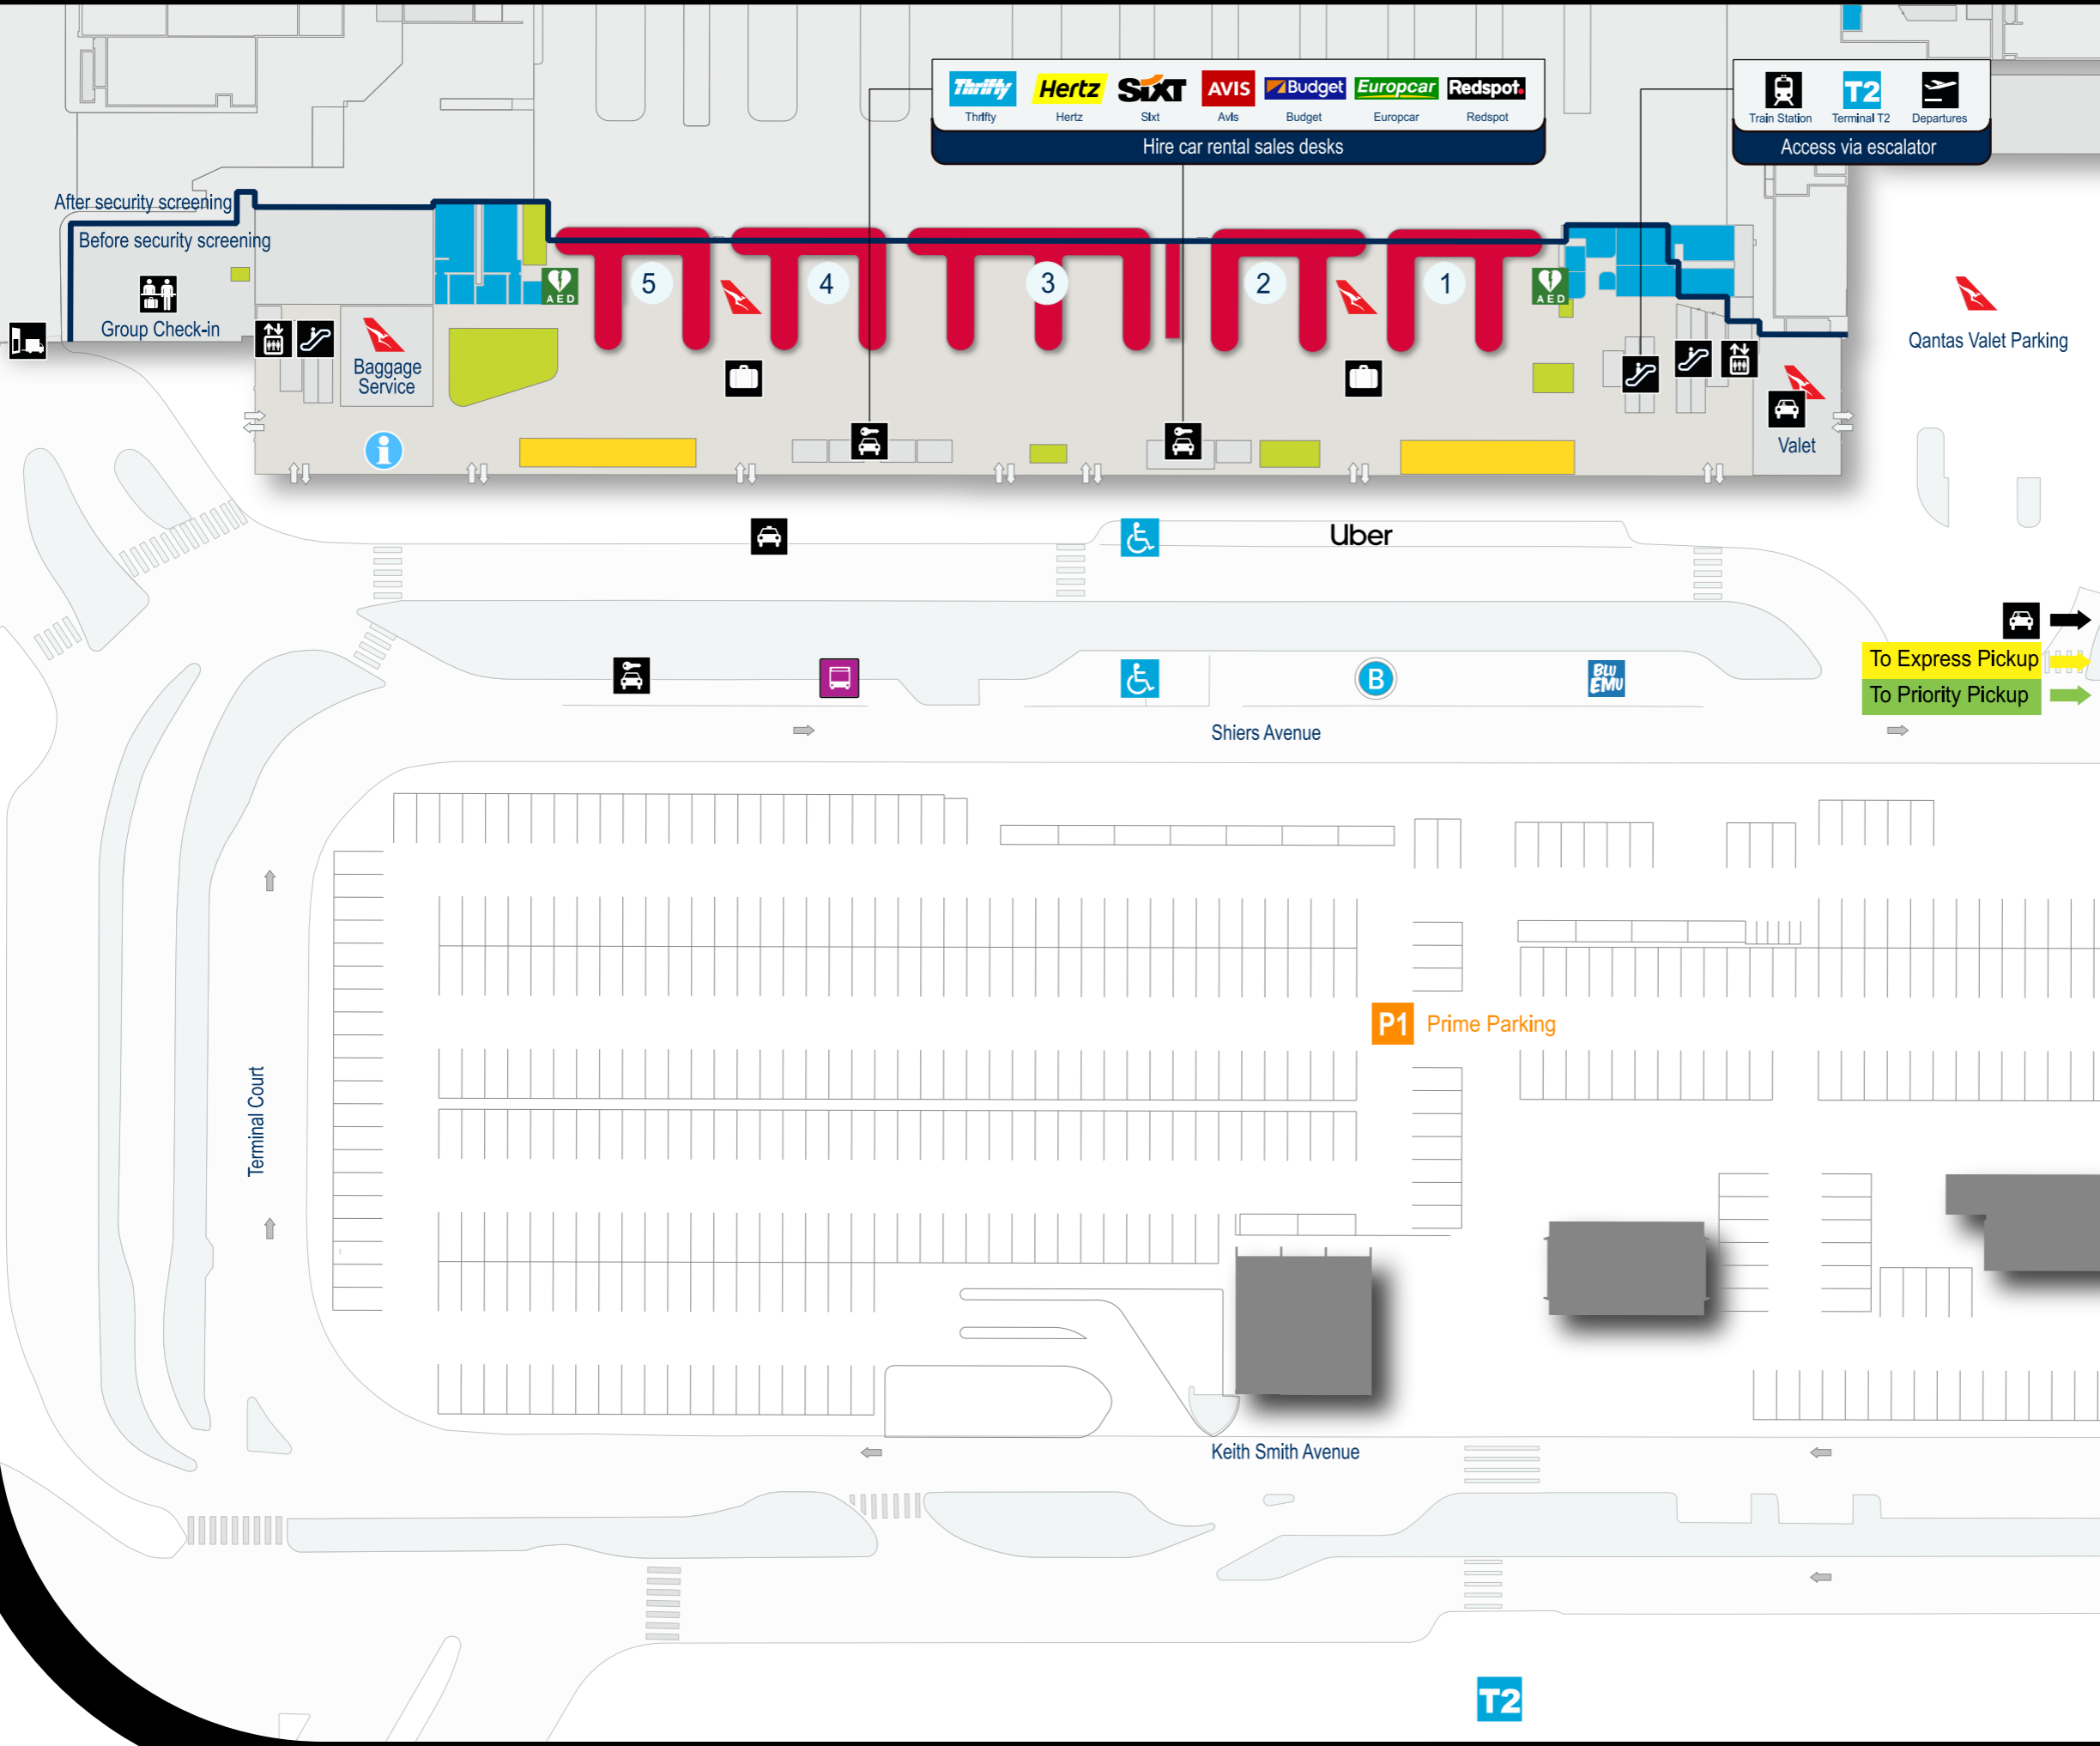 Thrifty
Hertz
SIXT
AVIS
Budget
Europcar
Redspot.
Thrifty
Hertz
Sixt
Avis
Budget
Europcar
Redspot
Hire car rental sales desks
T2
Train Station
Terminal T2
Departures
Access via escalator
After security screening
Before security screening
Group Check-in
AED
5
4
3
2
1
AED
Baggage
Service
Qantas Valet Parking
i
Valet
Uber
To Express Pickup
To Priority Pickup
B
BLU
EMU
Shiers Avenue
P1
Prime Parking
Terminal Court
Keith Smith Avenue
T2